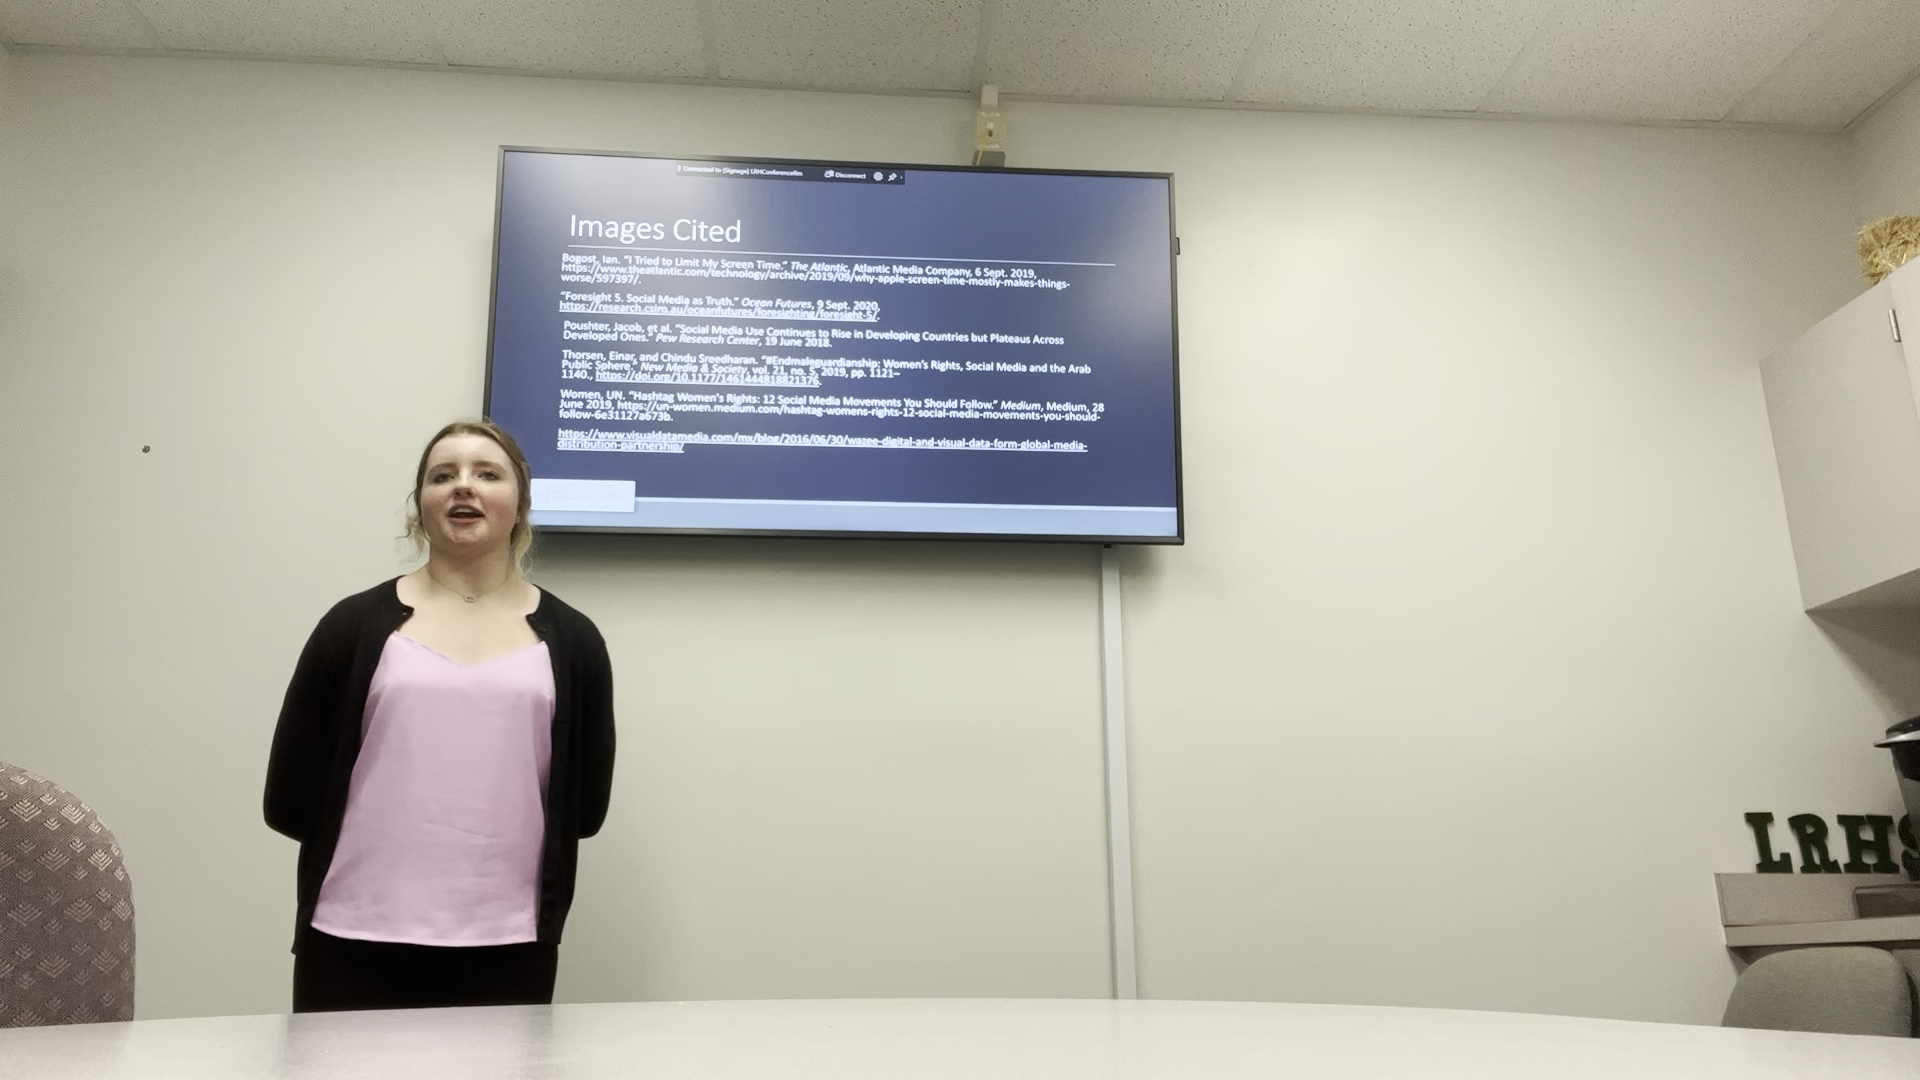 Connected to [Signage] LRHConferenceRm Disconnect
Images Cited
Bogost, Ian. “I Tried to Limit My Screen Time.” The Atlantic, Atlantic Media Company, 6 Sept. 2019,
https://www.theatlantic.com/technology/archive/2019/09/why-apple-screen-time-mostly-makes-things-
worse/597397/.
“Foresight 5. Social Media as Truth.” Ocean Futures, 9 Sept. 2020,
https://research.csiro.au/oceanfutures/foresighting/foresight-5/.
Poushter, Jacob, et al. “Social Media Use Continues to Rise in Developing Countries but Plateaus Across
Developed Ones.” Pew Research Center, 19 June 2018.
Thorsen, Einar, and Chindu Sreedharan. “#Endmaleguardianship: Women’s Rights, Social Media and the Arab
Public Sphere.” New Media & Society, vol. 21, no. 5, 2019, pp. 1121–
1140., https://doi.org/10.1177/1461444818821376.
Women, UN. “Hashtag Women’s Rights: 12 Social Media Movements You Should Follow.” Medium, Medium, 28
June 2019, https://un-women.medium.com/hashtag-womens-rights-12-social-media-movements-you-should-
follow-6e31127a673b.
https://www.visualdatamedia.com/mx/blog/2016/06/30/wazee-digital-and-visual-data-form-global-media-
distribution-partnership/
LRHS